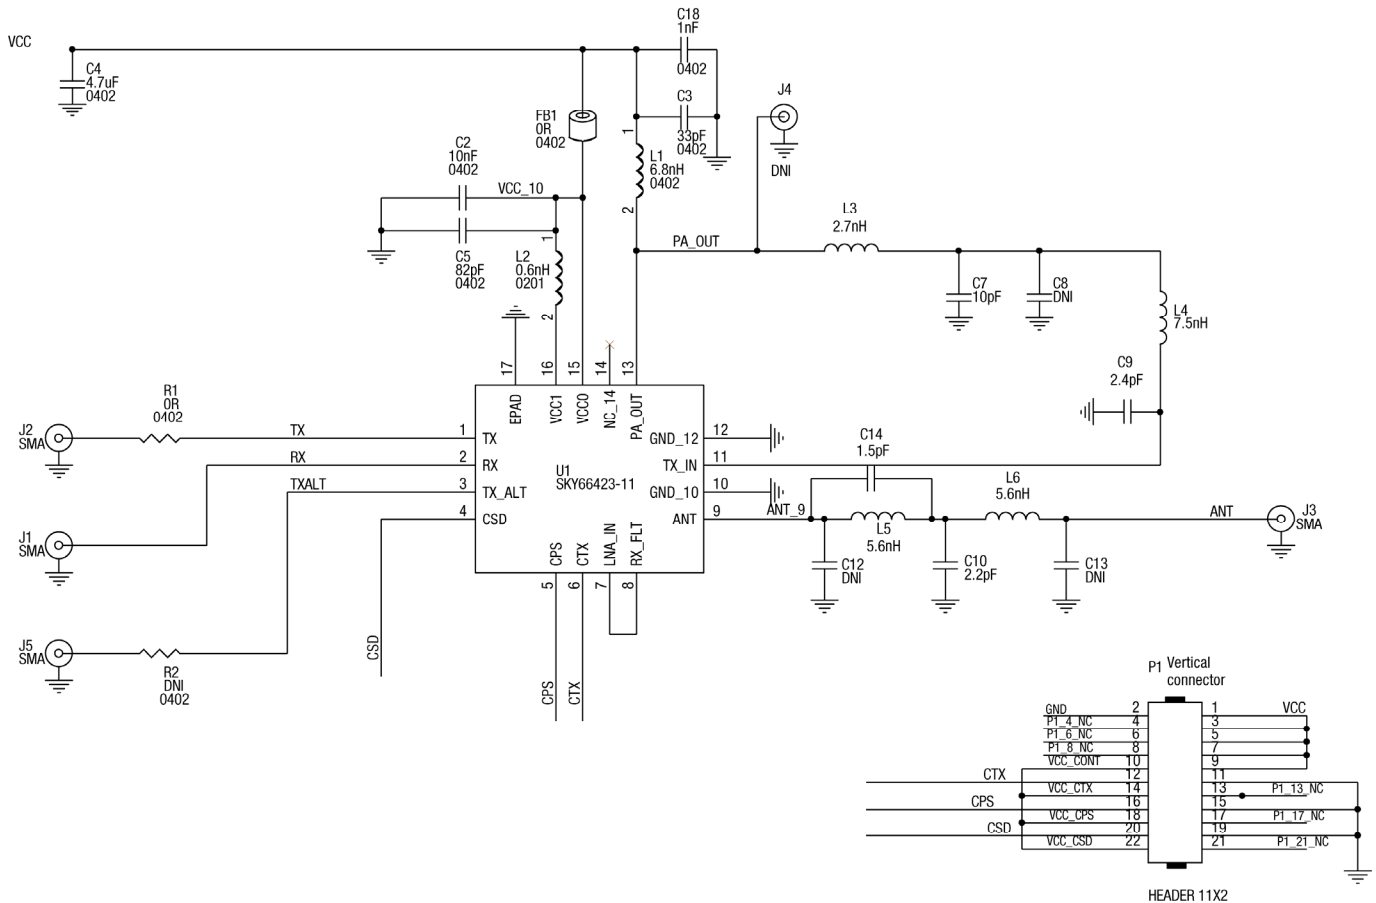 VCC
C4
4.7uF
0402
C18
1nF
0402
C3
33pF
0402
J4
DNI
FB1
0R
0402
C2
10nF
0402
VCC_10
C5
82pF
0402
L2
0.6nH
0201
1
2
L1
6.8nH
0402
1
2
PA_OUT
L3
2.7nH
C7
10pF
C8
DNI
L4
7.5nH
C9
2.4pF
17
16
15
14
13
EPAD
VCC1
VCC0
NC_14
PA_OUT
J2
SMA
R1
0R
0402
TX
1
TX
RX
2
RX
TXALT
3
TX_ALT
4
CSD
U1
SKY66423-11
GND_12
12
TX_IN
11
GND_10
10
ANT
9
CPS
CTX
LNA_IN
RX_FLT
5
6
7
8
J1
SMA
J5
SMA
R2
DNI
0402
CSD
CPS
CTX
C14
1.5pF
ANT_9
L5
5.6nH
L6
5.6nH
C12
DNI
C10
2.2pF
C13
DNI
ANT
J3
SMA
P1
Vertical
connector
GND 2 1 VCC
P1_4_NC 4 3
P1_6_NC 6 5
P1_8_NC 8 7
VCC_CONT 10 9
CTX 12 11
VCC_CTX 14 13 P1_13_NC
CPS 16 15
VCC_CPS 18 17 P1_17_NC
CSD 20 19
VCC_CSD 22 21 P1_21_NC
HEADER 11X2